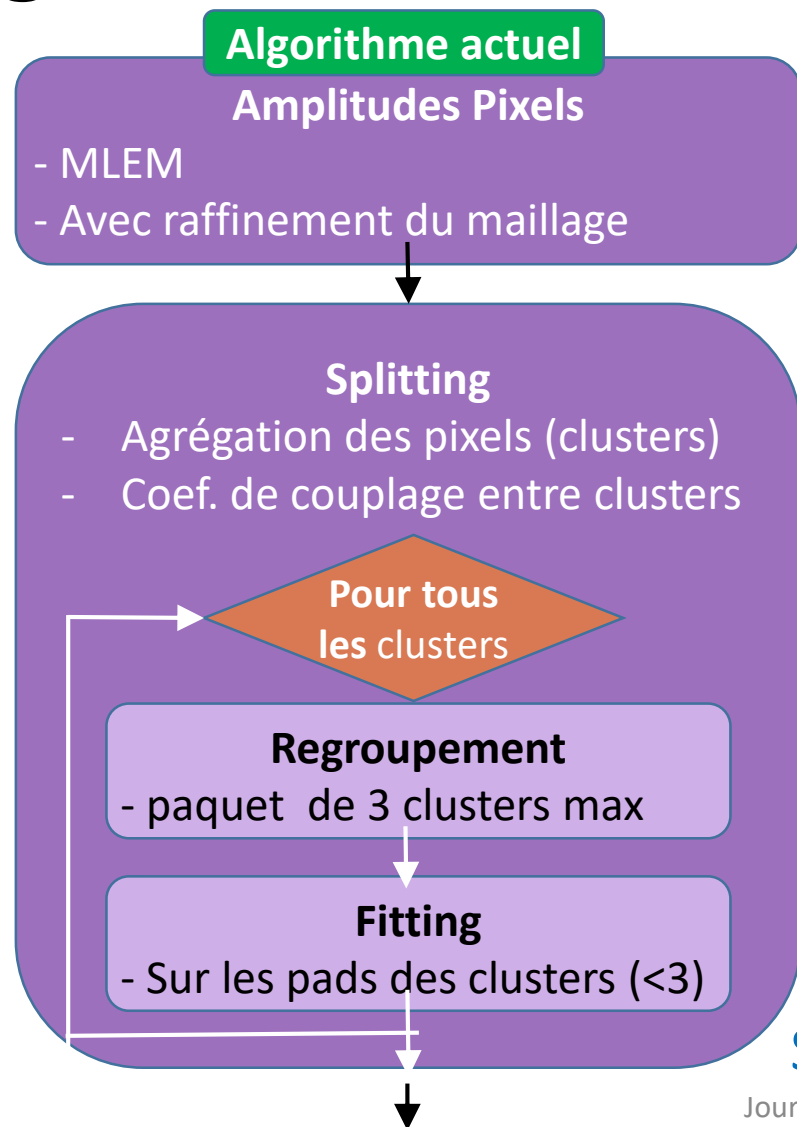 Algorithme actuel
Amplitudes Pixels
- MLEM
- Avec raffinement du maillage
Splitting
- Agrégation des pixels (clusters)
- Coef. de couplage entre clusters
Pour tous
les clusters
Regroupement
- paquet de 3 clusters max
Fitting
- Sur les pads des clusters (<3)
Jour